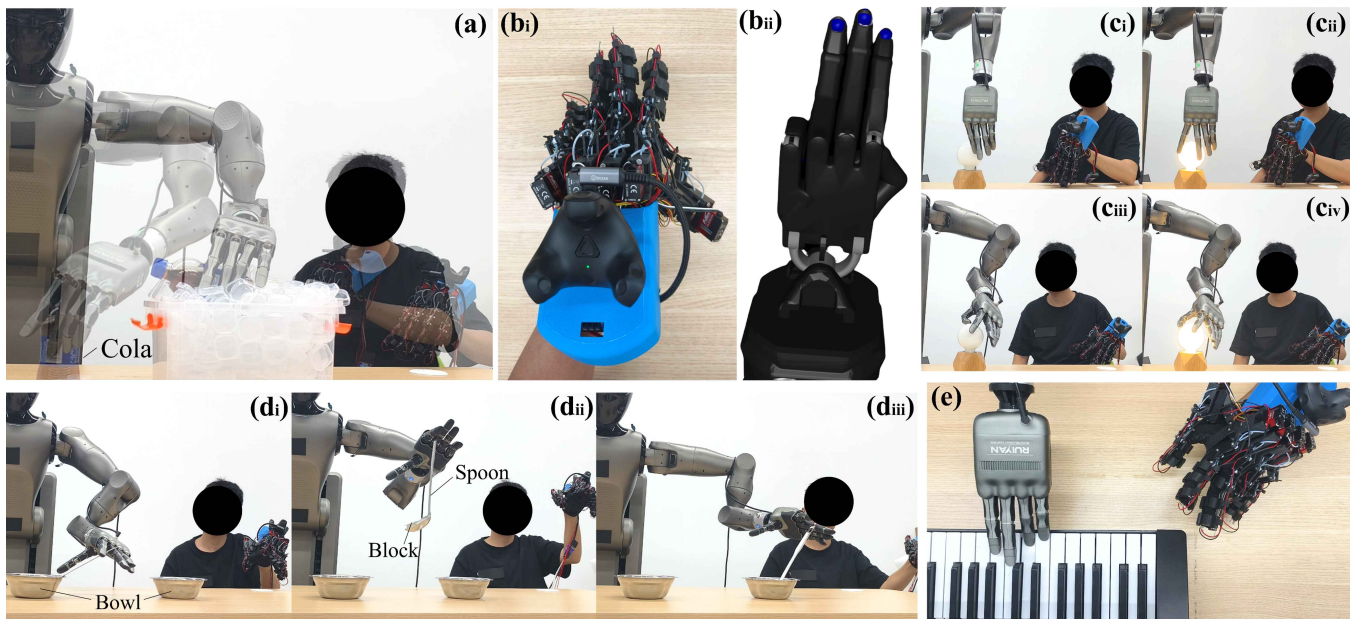 (a)
Cola
(bi)
(bii)
(ci)
(cii)
(ciii)
(civ)
(di)
Bowl
(dii)
Spoon
Block
(diii)
(e)
RUIYAN